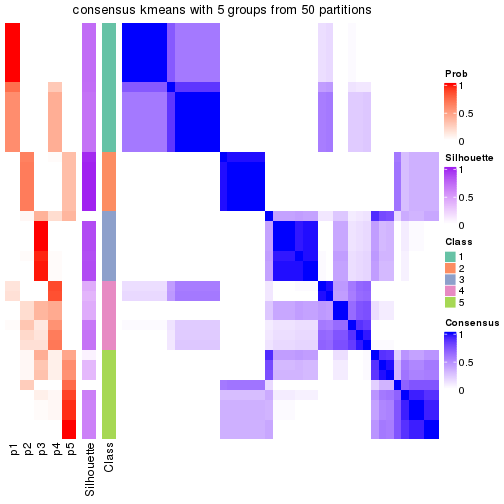 consensus kmeans with 5 groups from 50 partitions
Prob
1
0.5
0
Silhouette
1
0.5
0
Class
1
2
3
4
5
Consensus
1
0.5
0
p1
p2
p3
p4
p5
Silhouette
Class